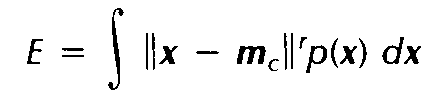 E = ∫ ‖x − m_c‖^r p(x) dx